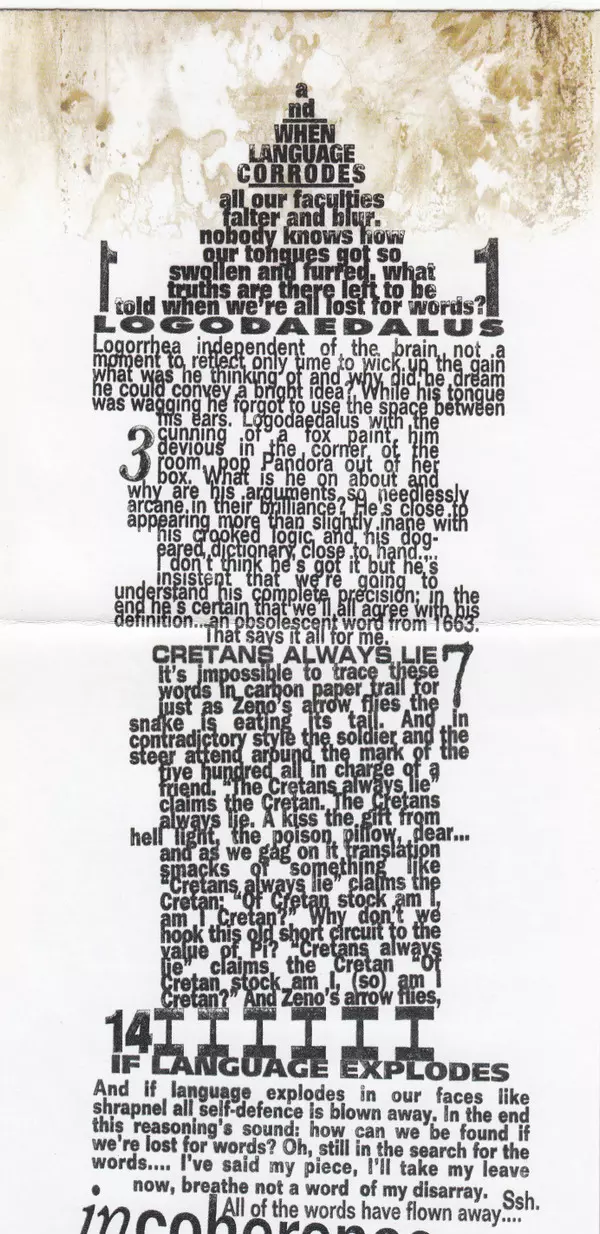 a
nd
WHEN
LANGUAGE
CORRODES
all our faculties
falter and blur.
nobody knows how
our tongues got so
swollen and furred. what
truths are there left to be
told when we're all lost for words?
1 1
LOGODAEDALUS
Logorrhea independent of the brain not a
moment to reflect only time to wick up the gain
what was he thinking of and why did he dream
he could convey a bright idea? While his tongue
was wagging he forgot to use the space between
his ears. Logodaedalus with the
cunning of a fox paint him
3 devious in the corner of the
room, pop Pandora out of her
box. What is he on about and
why are his arguments so needlessly
arcane in their brilliance? He's close to
appearing more than slightly inane with
his crooked logic and his dog-
eared dictionary close to hand....
I don't think he's got it but he's
insistent that we're going to
understand his complete precision; in the
end he's certain that we'll all agree with his
definition...an obsolescent word from 1663.
That says it all for me.
CRETANS ALWAYS LIE 7
It's impossible to trace these
words in carbon paper trail for
just as Zeno's arrow flies the
snake is eating its tail. And in
contradictory style the soldier and the
steer attend around the mark of the
five hundred all in charge of a
friend. "The Cretans always lie"
claims the Cretan. The Cretans
always lie. A kiss the gift from
hell light, the poison pillow, dear...
and as we gag on it translation
smacks of something like
"Cretans always lie" claims the
Cretan: "Of Cretan stock am I,
am I Cretan?" Why don't we
hook this old short circuit to the
value of Pi? "Cretans always
lie" claims the Cretan "Of
Cretan stock am I, (so) am I
Cretan?" And Zeno's arrow flies,
14 I I I I I I
IF LANGUAGE EXPLODES
And if language explodes in our faces like
shrapnel all self-defence is blown away. In the end
this reasoning's sound: how can we be found if
we're lost for words? Oh, still in the search for the
words.... I've said my piece, I'll take my leave
now, breathe not a word of my disarray. Ssh.
All of the words have flown away....
incoherence